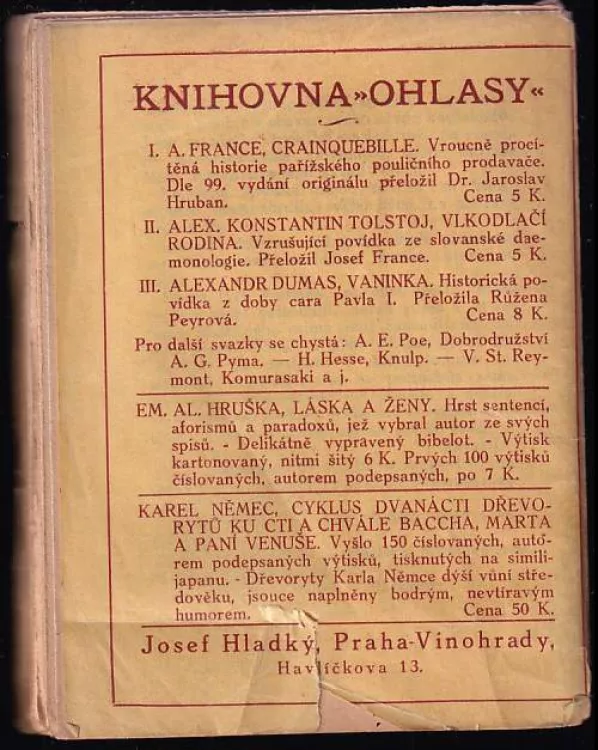 KNIHOVNA »OHLASY«
I. A. FRANCE, CRAINQUEBILLE. Vroucně procí-
těná historie pařížského pouličního prodavače.
Dle 99. vydání originálu přeložil Dr. Jaroslav
Hruban. Cena 5 K.
II. ALEX. KONSTANTIN TOLSTOJ, VLKODLAČÍ
RODINA. Vzrušující povídka ze slovanské dae-
monologie. Přeložil Josef France. Cena 5 K.
III. ALEXANDR DUMAS, VANINKA. Historická po-
vídka z doby cara Pavla I. Přeložila Růžena
Peyrová. Cena 8 K.
Pro další svazky se chystá: A. E. Poe, Dobrodružství
A. G. Pyma. — H. Hesse, Knulp. — V. St. Rey-
mont, Komurasaki a j.
EM. AL. HRUŠKA, LÁSKA A ŽENY. Hrst sentencí,
aforismů a paradoxů, jež vybral autor ze svých
spisů. - Delikátně vypravený bibelot. - Výtisk
kartonovaný, nitmi šitý 6 K. Prvých 100 výtisků
číslovaných, autorem podepsaných, po 7 K.
KAREL NĚMEC, CYKLUS DVANÁCTI DŘEVO-
RYTŮ KU CTI A CHVÁLE BACCHA, MARTA
A PANÍ VENUŠE. Vyšlo 150 číslovaných, auto-
rem podepsaných výtisků, tisknutých na simili-
japanu. - Dřevoryty Karla Němce dýší vůní stře-
dověku, jsouce naplněny bodrým, nevtíravým
humorem. Cena 50 K.
Josef Hladký, Praha-Vinohrady,
Havlíčkova 13.